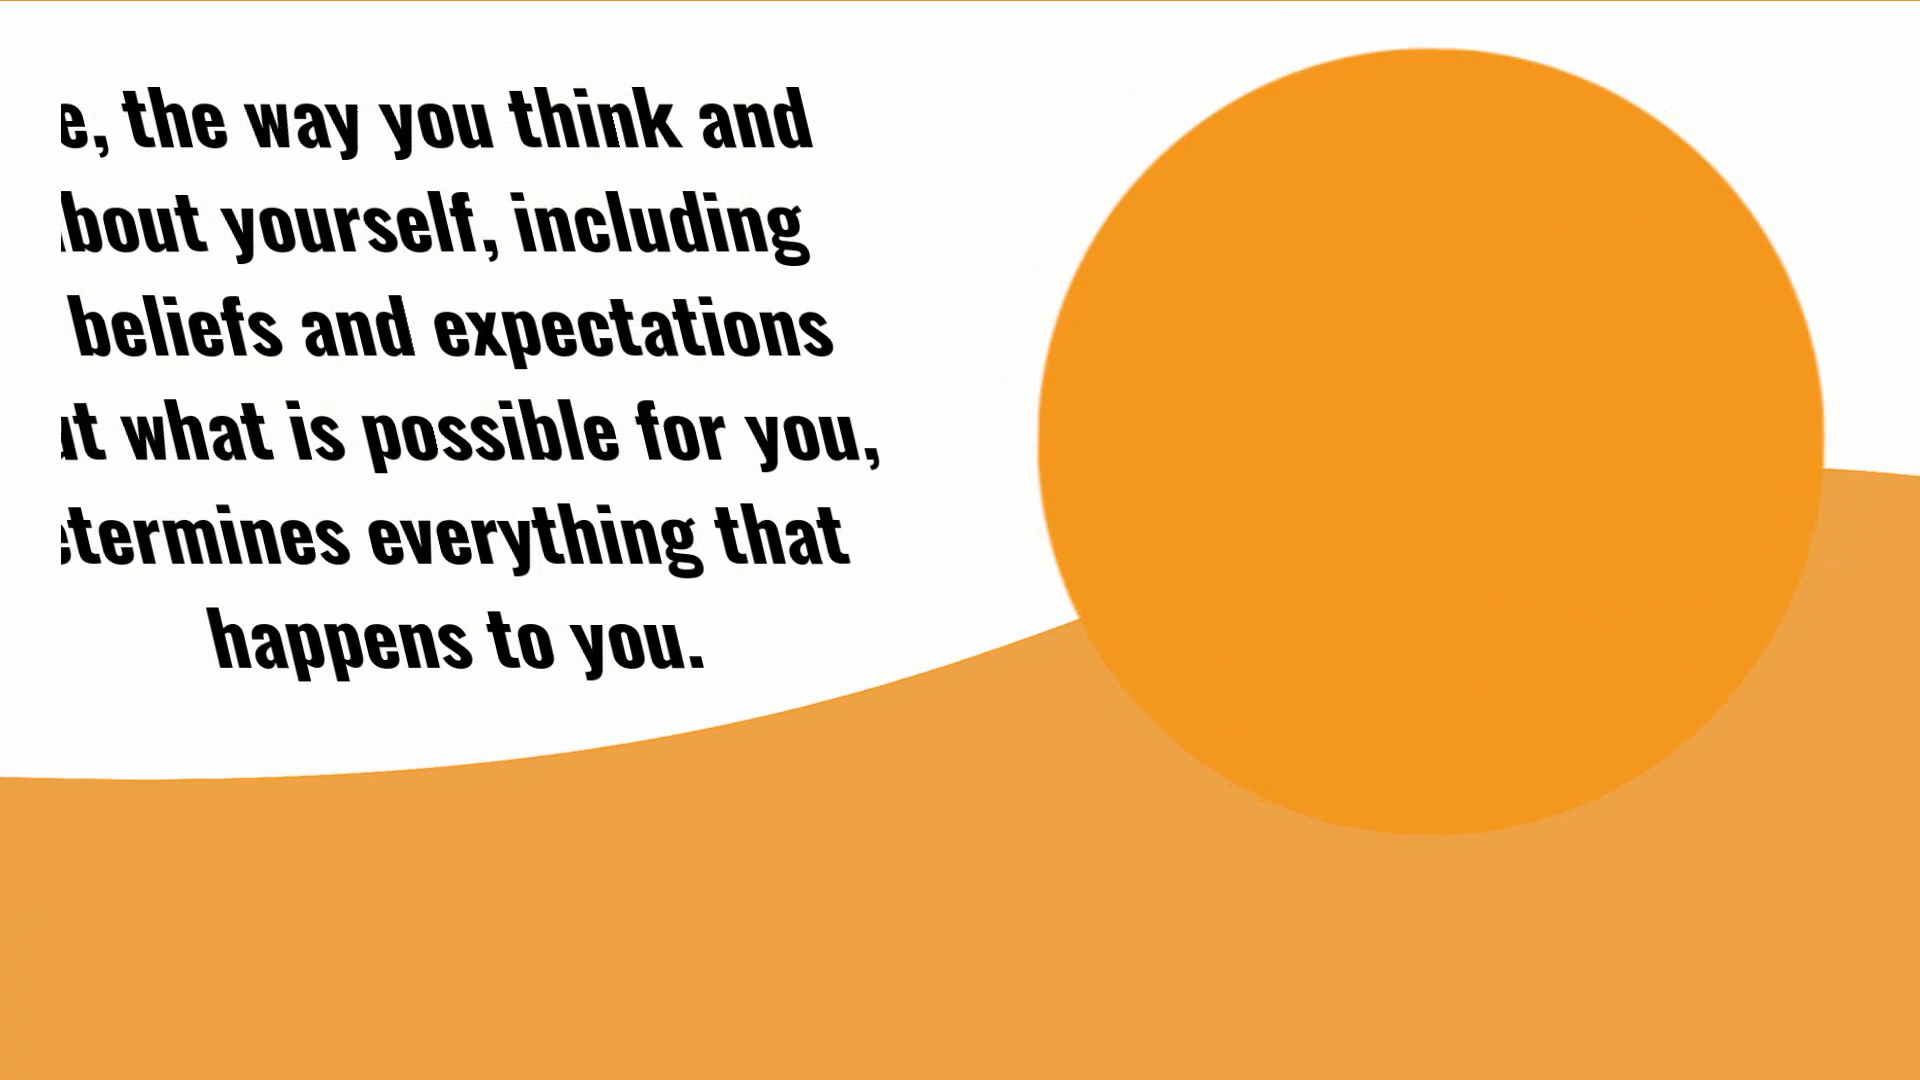 e, the way you think and
bout yourself, including
beliefs and expectations
t what is possible for you,
termines everything that
happens to you.